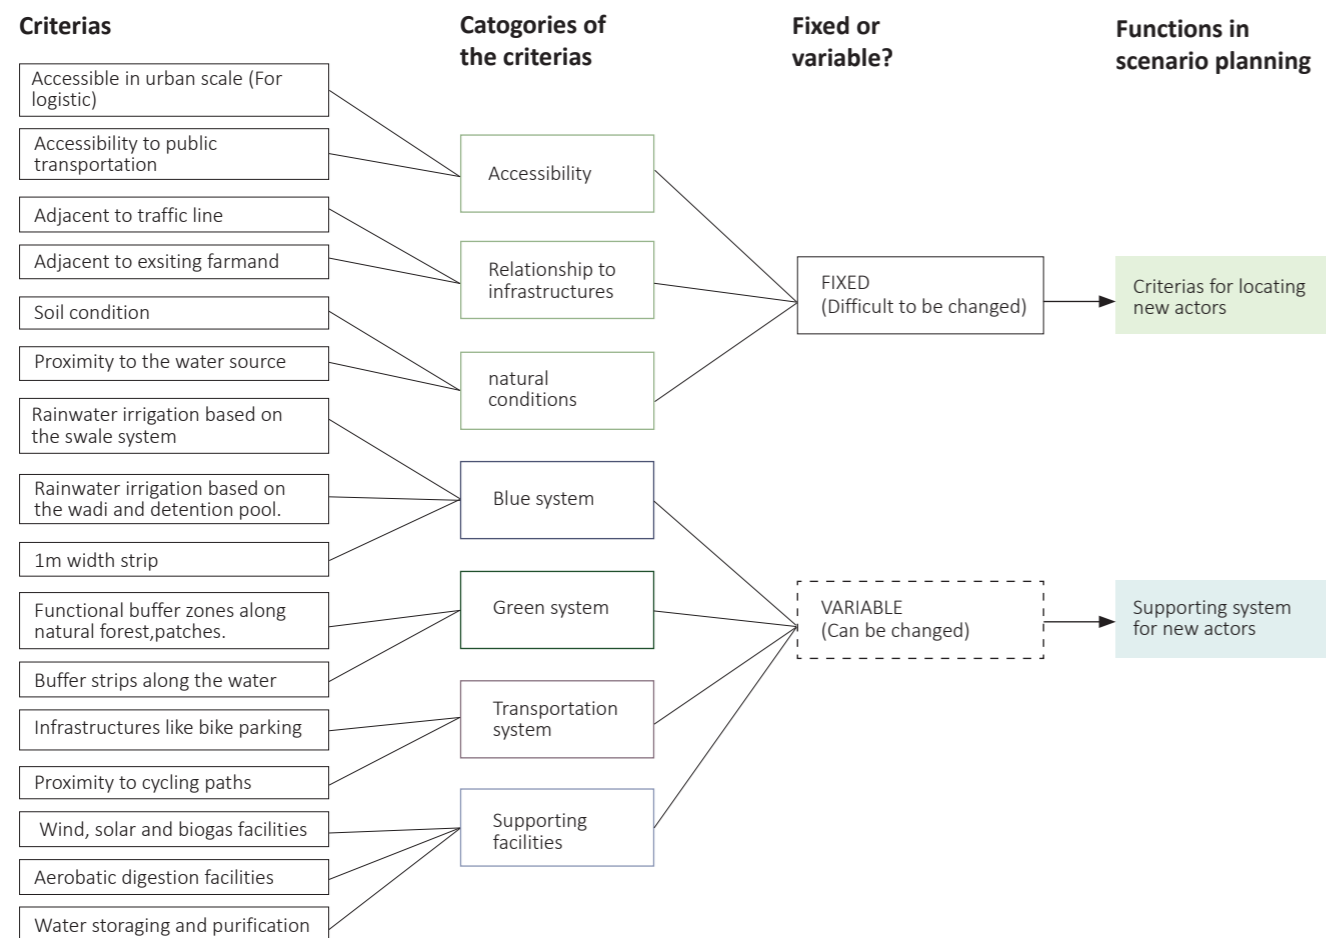 Criterias
Catogories of
the criterias
Fixed or
variable?
Functions in
scenario planning
Accessible in urban scale (For
logistic)
Accessibility to public
transportation
Adjacent to traffic line
Adjacent to exsiting farmand
Soil condition
Proximity to the water source
Rainwater irrigation based on
the swale system
Rainwater irrigation based on
the wadi and detention pool.
1m width strip
Functional buffer zones along
natural forest,patches.
Buffer strips along the water
Infrastructures like bike parking
Proximity to cycling paths
Wind, solar and biogas facilities
Aerobatic digestion facilities
Water storaging and purification
Accessibility
Relationship to
infrastructures
natural
conditions
Blue system
Green system
Transportation
system
Supporting
facilities
FIXED
(Difficult to be changed)
VARIABLE
(Can be changed)
Criterias for locating
new actors
Supporting system
for new actors